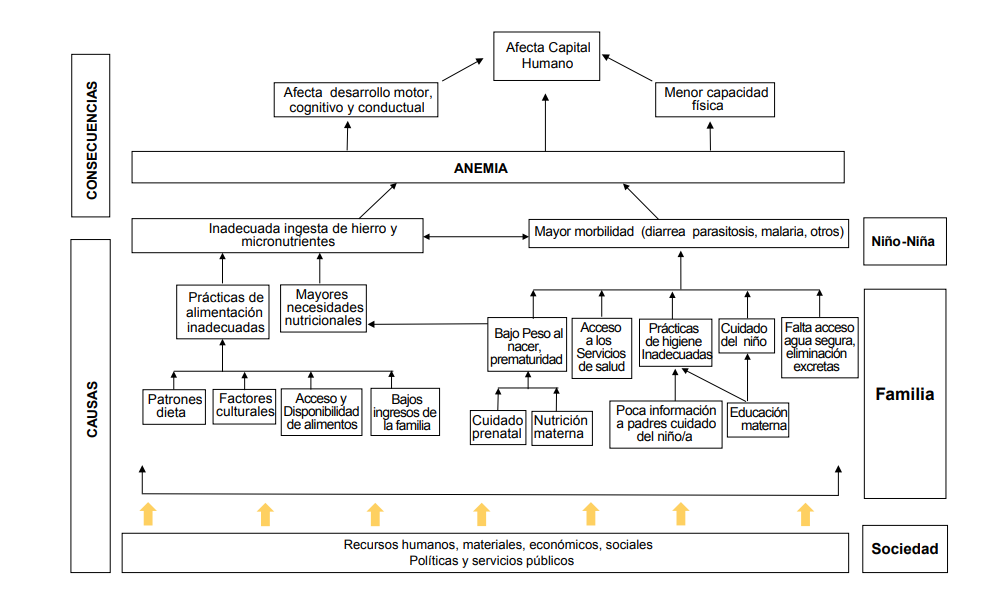 CONSECUENCIAS
Afecta Capital
Humano
Afecta desarrollo motor,
cognitivo y conductual
Menor capacidad
física
ANEMIA
CAUSAS
Inadecuada ingesta de hierro y
micronutrientes
Mayor morbilidad (diarrea parasitosis, malaria, otros)
Niño-Niña
Prácticas de
alimentación
inadecuadas
Mayores
necesidades
nutricionales
Bajo Peso al
nacer,
prematuridad
Acceso
a los
Servicios
de salud
Prácticas
de higiene
Inadecuadas
Cuidado
del niño
Falta acceso
agua segura,
eliminación
excretas
Familia
Patrones
dieta
Factores
culturales
Acceso y
Disponibilidad
de alimentos
Bajos
ingresos de
la familia
Cuidado
prenatal
Nutrición
materna
Poca información
a padres cuidado
del niño/a
Educación
materna
Recursos humanos, materiales, económicos, sociales
Políticas y servicios públicos
Sociedad